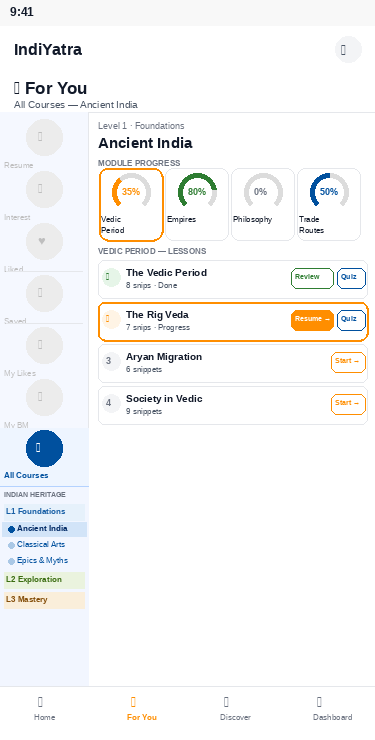 9:41
IndiYatra
For You
All Courses — Ancient India
Resume
Interest
Liked
Saved
My Likes
My BM
All Courses
INDIAN HERITAGE
L1 Foundations
Ancient India
Classical Arts
Epics & Myths
L2 Exploration
L3 Mastery
Level 1 · Foundations
Ancient India
MODULE PROGRESS
35%
Vedic
Period
80%
Empires
0%
Philosophy
50%
Trade
Routes
VEDIC PERIOD — LESSONS
The Vedic Period
8 snips · Done
Review
Quiz
The Rig Veda
7 snips · Progress
Resume →
Quiz
3
Aryan Migration
6 snippets
Start →
4
Society in Vedic
9 snippets
Start →
Home
For You
Discover
Dashboard